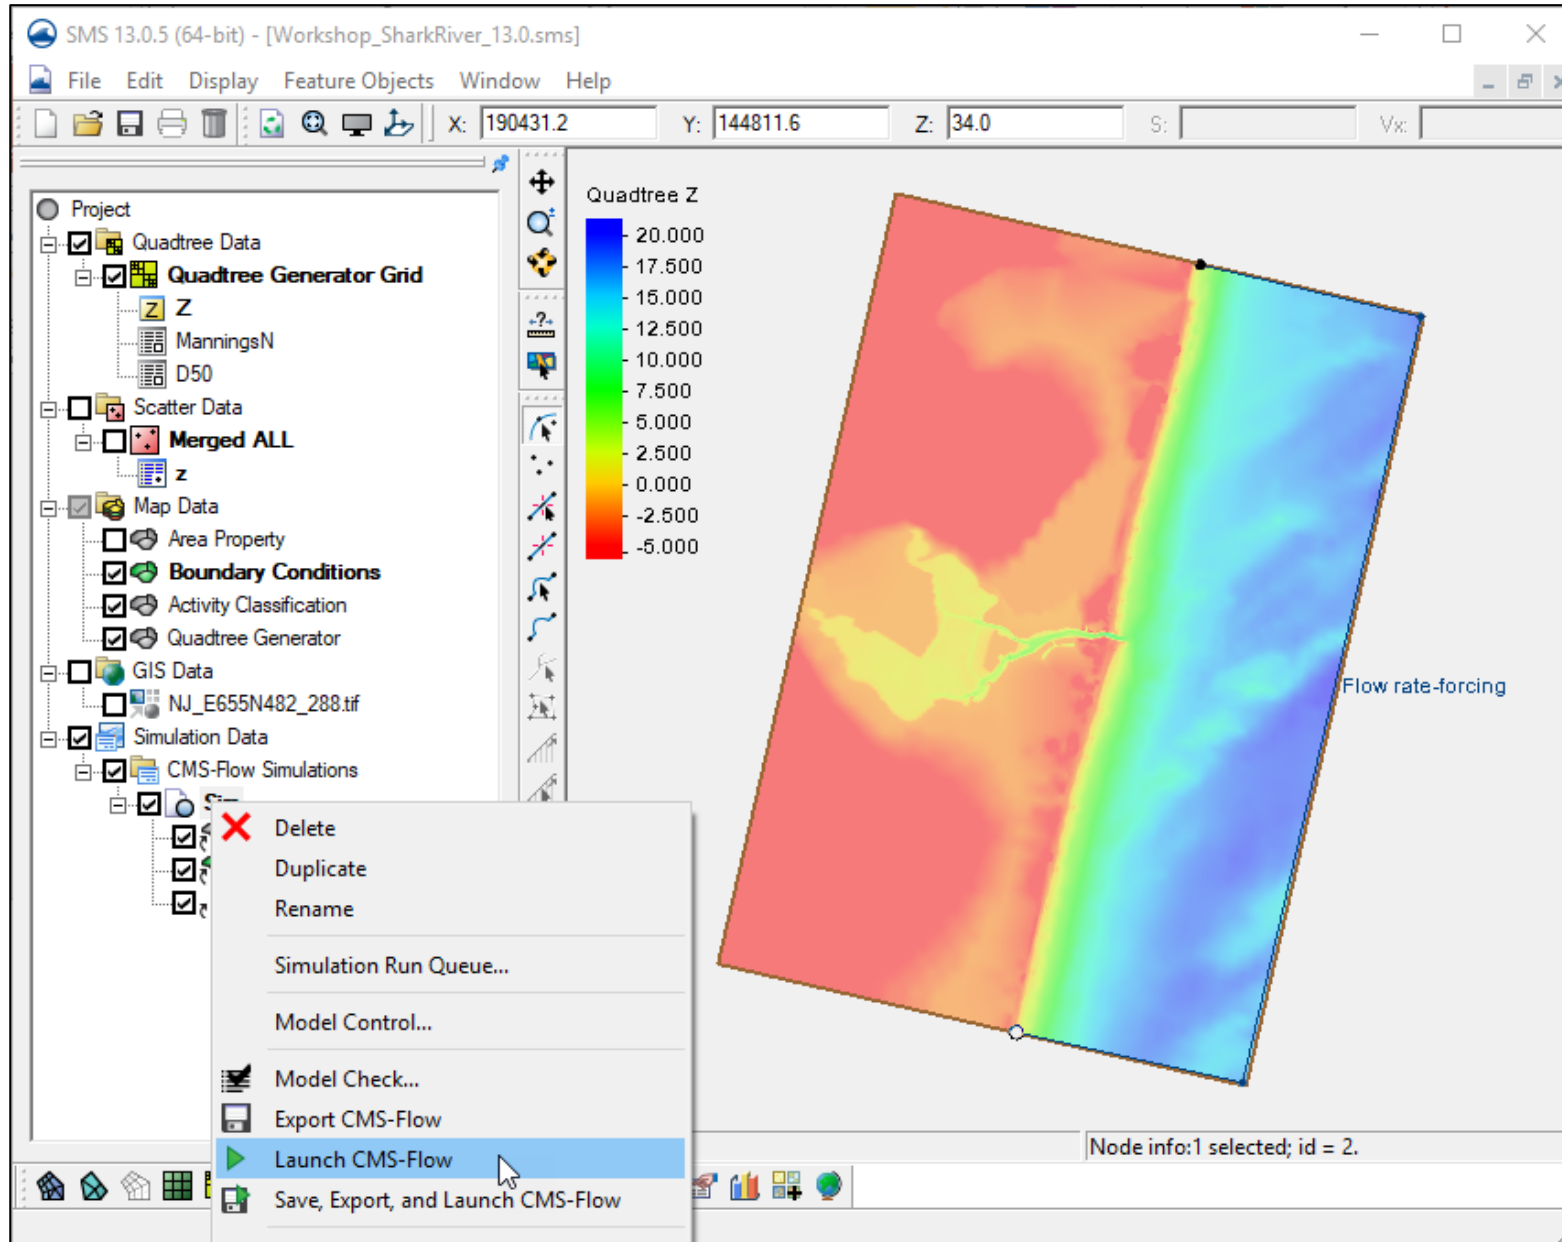 SMS 13.0.5 (64-bit) - [Workshop_SharkRiver_13.0.sms]
File Edit Display Feature Objects Window Help
X: 190431.2 Y: 144811.6 Z: 34.0 S: Vx:
Project
Quadtree Data
Quadtree Generator Grid
Z Z
ManningsN
D50
Scatter Data
Merged ALL
z
Map Data
Area Property
Boundary Conditions
Activity Classification
Quadtree Generator
GIS Data
NJ_E655N482_288.tif
Simulation Data
CMS-Flow Simulations
Delete
Duplicate
Rename
Simulation Run Queue...
Model Control...
Model Check...
Export CMS-Flow
Launch CMS-Flow
Save, Export, and Launch CMS-Flow
Quadtree Z
20.000
17.500
15.000
12.500
10.000
7.500
5.000
2.500
0.000
-2.500
-5.000
Flow rate-forcing
Node info:1 selected; id = 2.